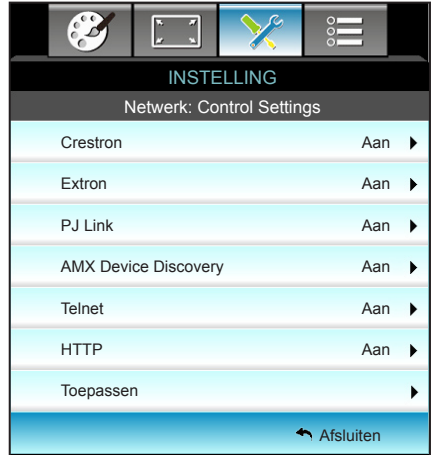 INSTELLING
Netwerk: Control Settings
Crestron Aan
Extron Aan
PJ Link Aan
AMX Device Discovery Aan
Telnet Aan
HTTP Aan
Toepassen
Afsluiten